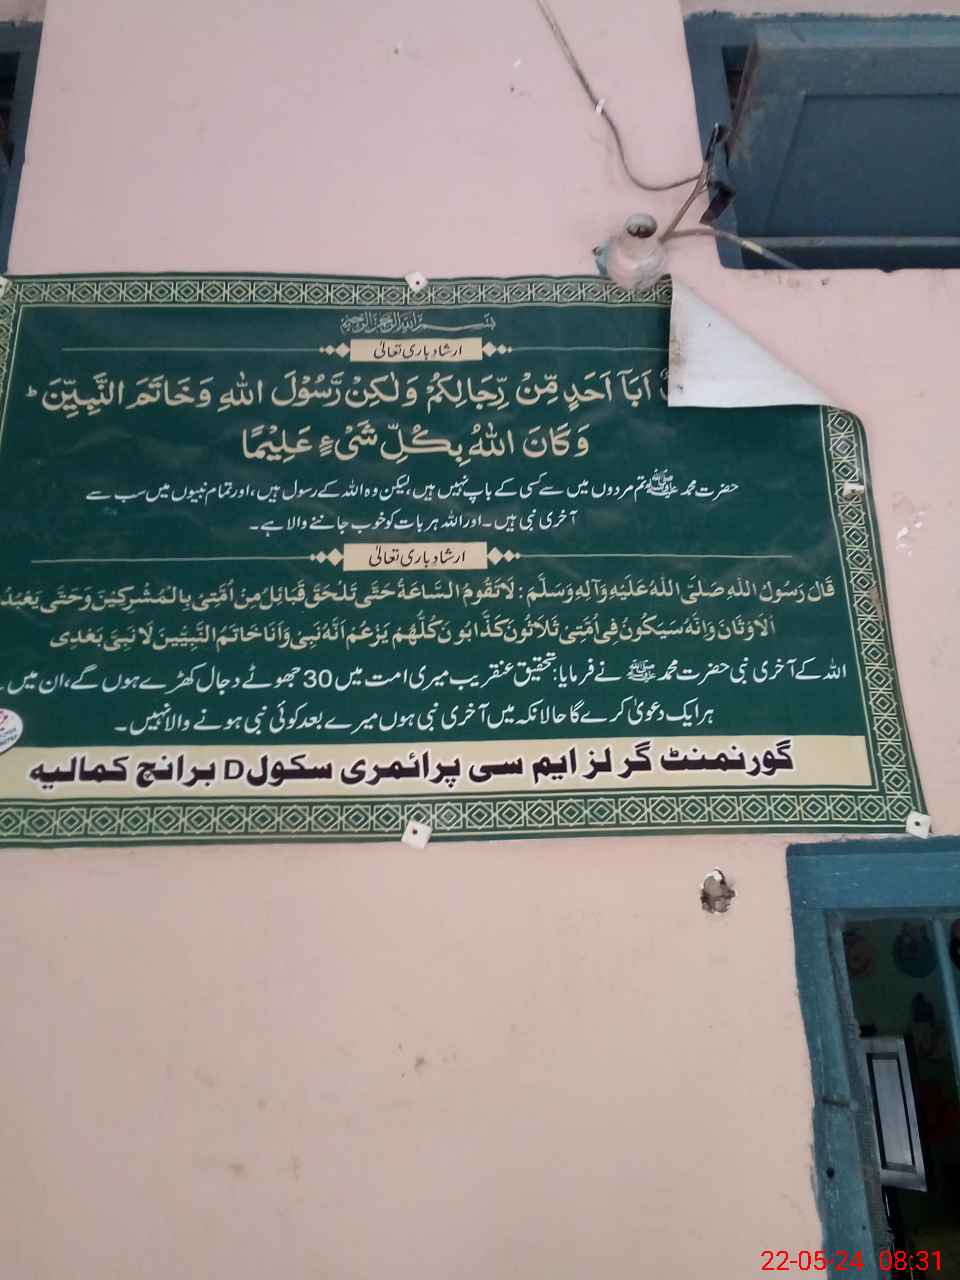 بسم اللہ الرحمن الرحیم
ارشاد باری تعالیٰ
اَبَآ اَحَدٍ مِّنْ رِّجَالِكُمْ وَلٰكِنْ رَّسُوْلَ اللهِ وَخَاتَمَ النَّبِيِّنَ ؕ
وَكَانَ اللهُ بِكُلِّ شَیْءٍ عَلِيْمًا
حضرت محمد ﷺ تم مردوں میں سے کسی کے باپ نہیں ہیں، لیکن وہ اللہ کے رسول ہیں، اور تمام نبیوں میں سب سے
آخری نبی ہیں۔ اور اللہ ہر بات کو خوب جاننے والا ہے۔
ارشاد باری تعالیٰ
قَالَ رَسُوْلُ اللهِ صَلَّی اللهُ عَلَيْهِ وَآلِهٖ وَسَلَّمَ : لَا تَقُوْمُ السَّاعَةُ حَتّٰی تَلْحَقَ قَبَائِلُ مِنْ اُمَّتِیْ بِالْمُشْرِكِيْنَ وَحَتّٰی يَعْبُدُ
الْاَوْثَانَ وَاِنَّهٗ سَيَكُوْنُ فِیْ اُمَّتِیْ ثَلَاثُوْنَ كَذَّابُوْنَ كُلُّهُمْ يَزْعُمُ اَنَّهٗ نَبِیٌّ وَاَنَا خَاتَمُ النَّبِيِّيْنَ لَا نَبِیَّ بَعْدِی
اللہ کے آخری نبی حضرت محمد ﷺ نے فرمایا: تحقیق عنقریب میری امت میں 30 جھوٹے دجال کھڑے ہوں گے، ان میں
ہر ایک دعویٰ کرے گا حالانکہ میں آخری نبی ہوں میرے بعد کوئی نبی ہونے والا نہیں۔
گورنمنٹ گرلز ایم سی پرائمری سکول D برانچ کمالیہ
22-05-24 08:31